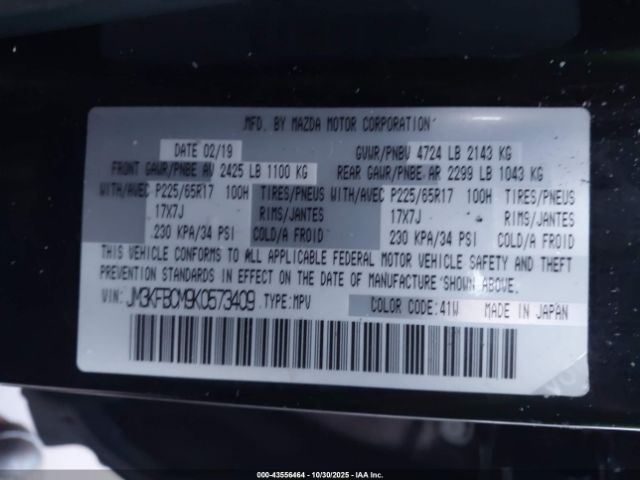 MFD. BY MAZDA MOTOR CORPORATION
DATE 02/19 GVWR/PNBV 4724 LB 2143 KG
FRONT GAWR/PNBE AV 2425 LB 1100 KG REAR GAWR/PNBE AR 2299 LB 1043 KG
WITH/AVEC P225/65R17 100H TIRES/PNEUS WITH/AVEC P225/65R17 100H TIRES/PNEUS
17X7J RIMS/JANTES 17X7J RIMS/JANTES
230 KPA/34 PSI COLD/A FROID 230 KPA/34 PSI COLD/A FROID
THIS VEHICLE CONFORMS TO ALL APPLICABLE FEDERAL MOTOR VEHICLE SAFETY AND THEFT
PREVENTION STANDARDS IN EFFECT ON THE DATE OF MANUFACTURE SHOWN ABOVE.
VIN: JM3KFBCM9K0573409 TYPE:MPV COLOR CODE:41W MADE IN JAPAN
000-43556464 - 10/30/2025 - IAA Inc.